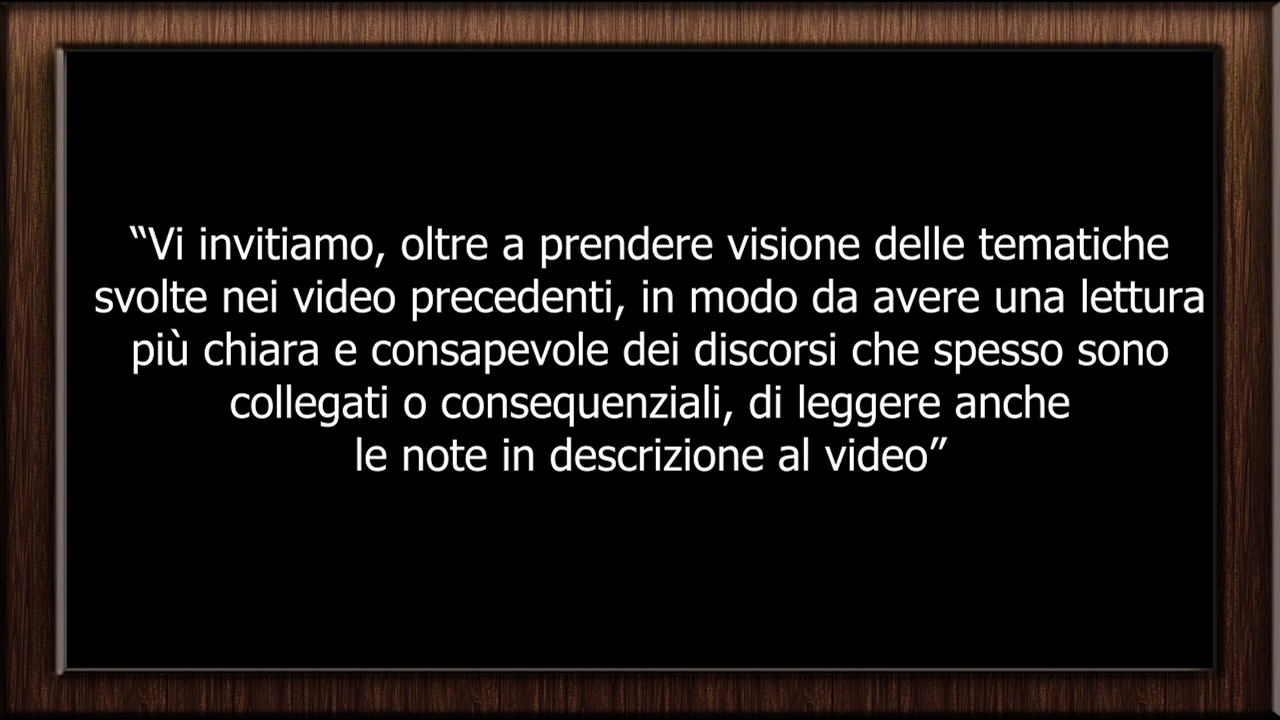 “Vi invitiamo, oltre a prendere visione delle tematiche
svolte nei video precedenti, in modo da avere una lettura
più chiara e consapevole dei discorsi che spesso sono
collegati o consequenziali, di leggere anche
le note in descrizione al video”